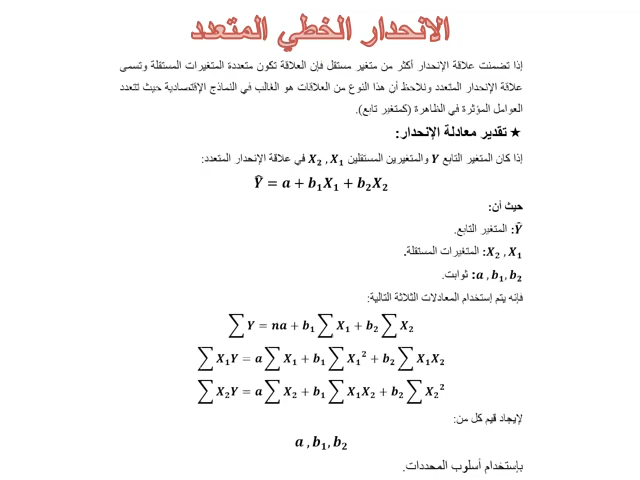 الانحدار الخطي المتعدد
إذا تضمنت علاقة الإنحدار أكثر من متغير مستقل فإن العلاقة تكون متعددة المتغيرات المستقلة وتسمى
علاقة الإنحدار المتعدد ونلاحظ أن هذا النوع من العلاقات هو الغالب في النماذج الإقتصادية حيث تتعدد
العوامل المؤثرة في الظاهرة (كمتغير تابع).
★ تقدير معادلة الإنحدار:
إذا كان المتغير التابع Y والمتغيرين المستقلين X₁ , X₂ في علاقة الإنحدار المتعدد:
Ŷ = a + b₁X₁ + b₂X₂
حيث أن:
Ŷ: المتغير التابع.
X₁ , X₂: المتغيرات المستقلة.
a , b₁, b₂: ثوابت.
فإنه يتم إستخدام المعادلات الثلاثة التالية:
∑ Y = na + b₁ ∑ X₁ + b₂ ∑ X₂
∑ X₁Y = a ∑ X₁ + b₁ ∑ X₁² + b₂ ∑ X₁X₂
∑ X₂Y = a ∑ X₂ + b₁ ∑ X₁X₂ + b₂ ∑ X₂²
لإيجاد قيم كل من:
a , b₁, b₂
بإستخدام أسلوب المحددات.